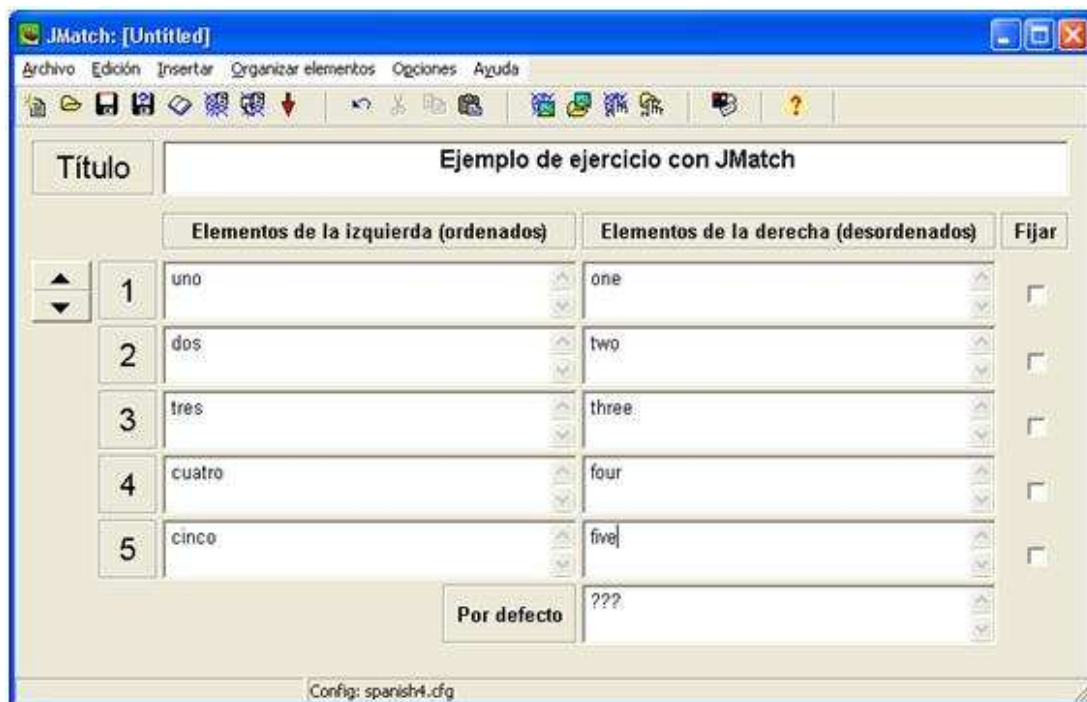 JMatch: [Untitled]
Archivo Edición Insertar Organizar elementos Opciones Ayuda
Título
Ejemplo de ejercicio con JMatch
Elementos de la izquierda (ordenados) Elementos de la derecha (desordenados) Fijar
1 uno one
2 dos two
3 tres three
4 cuatro four
5 cinco five
Por defecto ???
Config: spanish4.cfg